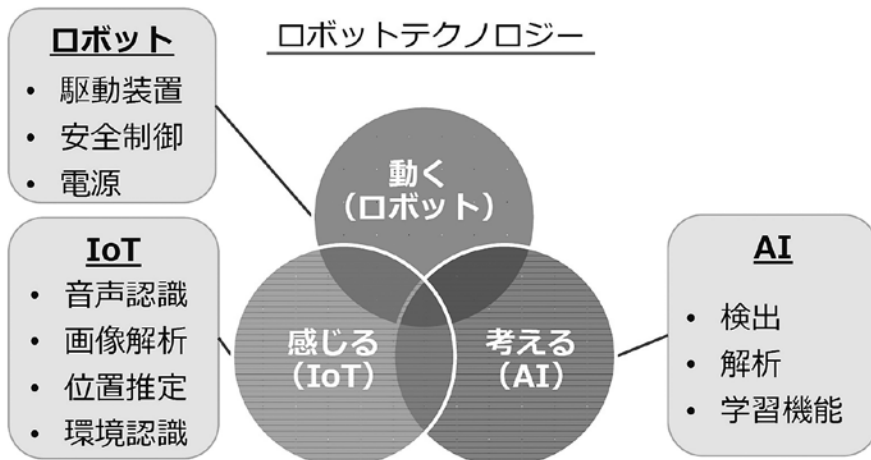 ロボットテクノロジー
ロボット
• 駆動装置
• 安全制御
• 電源
動く
（ロボット）
IoT
• 音声認識
• 画像解析
• 位置推定
• 環境認識
感じる
（IoT）
考える
（AI）
AI
• 検出
• 解析
• 学習機能